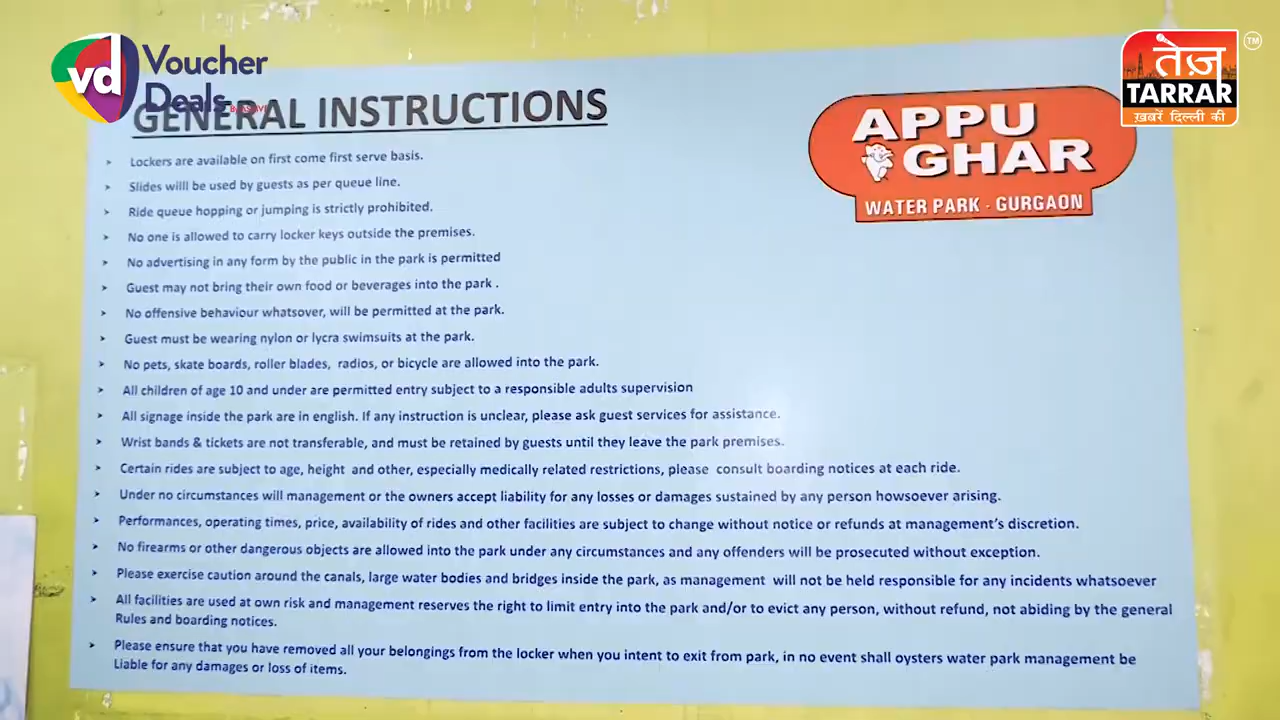 vd Voucher Deals
तेज़ TM
TARRAR
ख़बरें दिल्ली की
GENERAL INSTRUCTIONS
APPU
GHAR
WATER PARK - GURGAON
➤ Lockers are available on first come first serve basis.
➤ Slides willl be used by guests as per queue line.
➤ Ride queue hopping or jumping is strictly prohibited.
➤ No one is allowed to carry locker keys outside the premises.
➤ No advertising in any form by the public in the park is permitted
➤ Guest may not bring their own food or beverages into the park .
➤ No offensive behaviour whatsover, will be permitted at the park.
➤ Guest must be wearing nylon or lycra swimsuits at the park.
➤ No pets, skate boards, roller blades, radios, or bicycle are allowed into the park.
➤ All children of age 10 and under are permitted entry subject to a responsible adults supervision
➤ All signage inside the park are in english. If any instruction is unclear, please ask guest services for assistance.
➤ Wrist bands & tickets are not transferable, and must be retained by guests until they leave the park premises.
➤ Certain rides are subject to age, height and other, especially medically related restrictions, please consult boarding notices at each ride.
➤ Under no circumstances will management or the owners accept liability for any losses or damages sustained by any person howsoever arising.
➤ Performances, operating times, price, availability of rides and other facilities are subject to change without notice or refunds at management's discretion.
➤ No firearms or other dangerous objects are allowed into the park under any circumstances and any offenders will be prosecuted without exception.
➤ Please exercise caution around the canals, large water bodies and bridges inside the park, as management will not be held responsible for any incidents whatsoever
➤ All facilities are used at own risk and management reserves the right to limit entry into the park and/or to evict any person, without refund, not abiding by the general
Rules and boarding notices.
➤ Please ensure that you have removed all your belongings from the locker when you intent to exit from park, in no event shall oysters water park management be
Liable for any damages or loss of items.